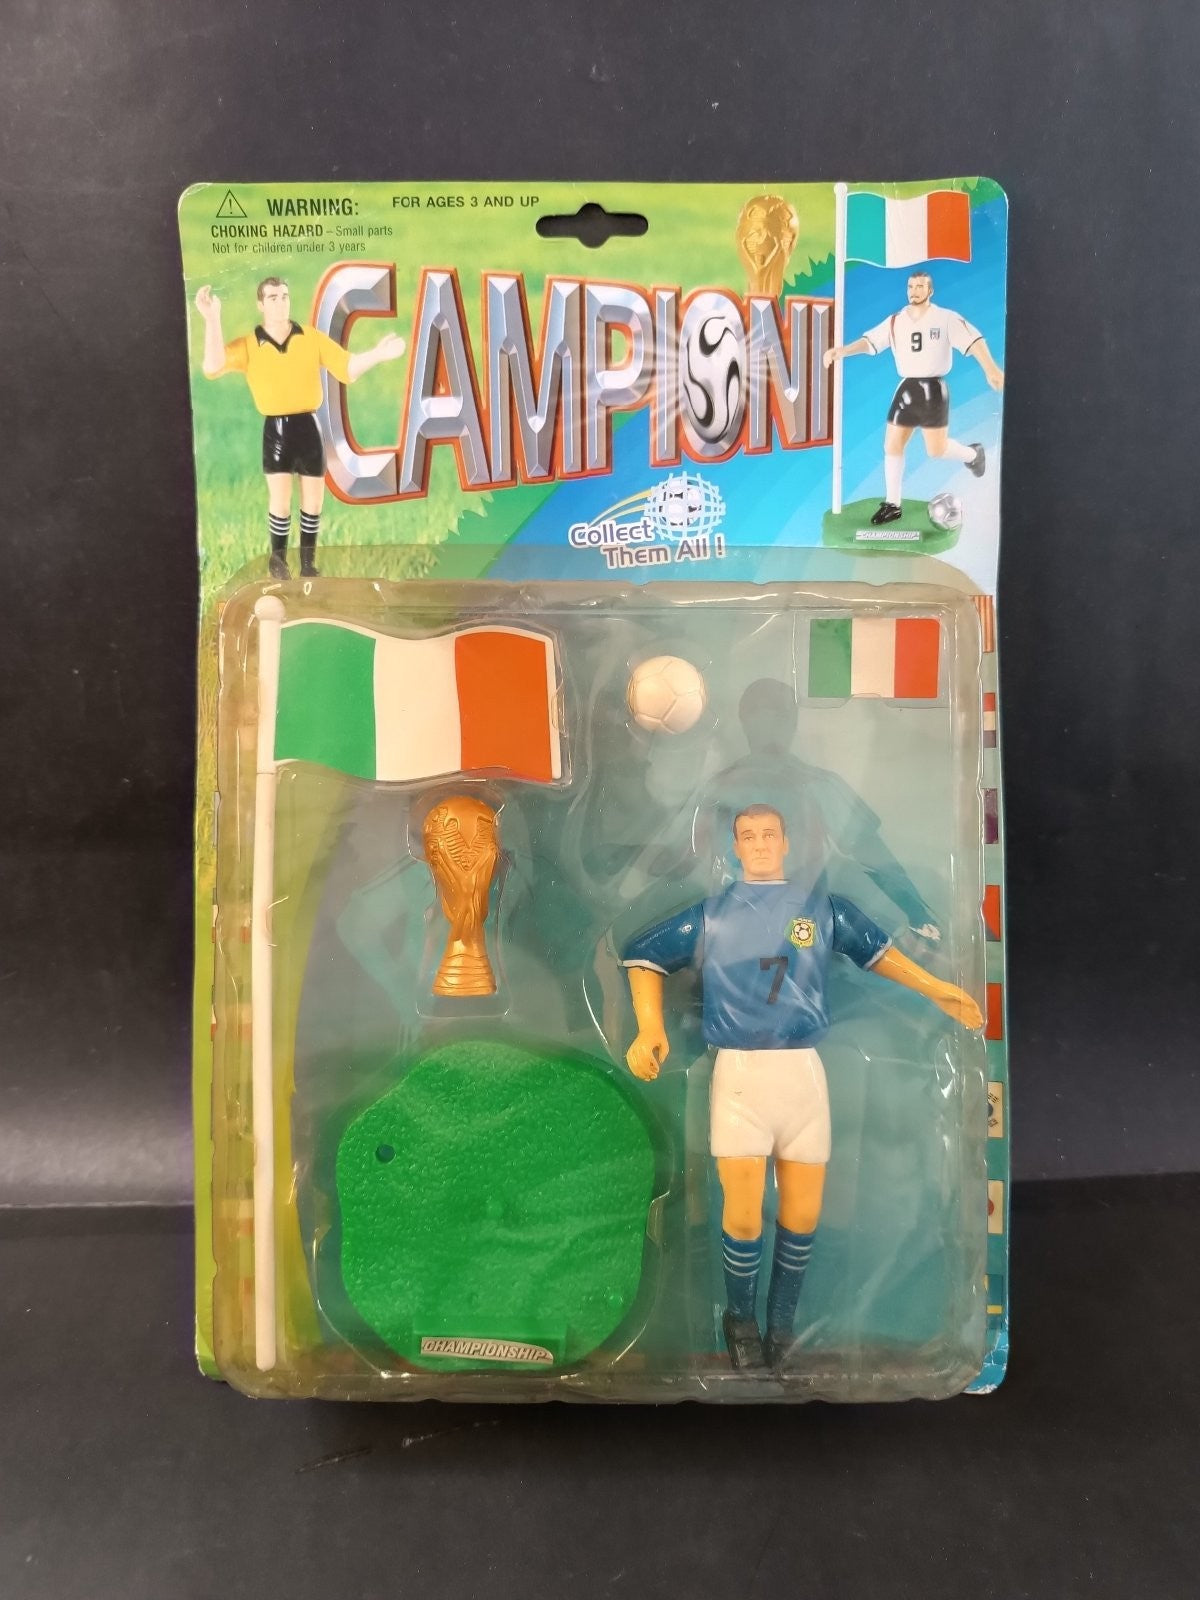 WARNING:
FOR AGES 3 AND UP
CHOKING HAZARD – Small parts
Not for children under 3 years
CAMPIONI
9
CHAMPIONSHIP
Collect
Them All !
7
CHAMPIONSHIP